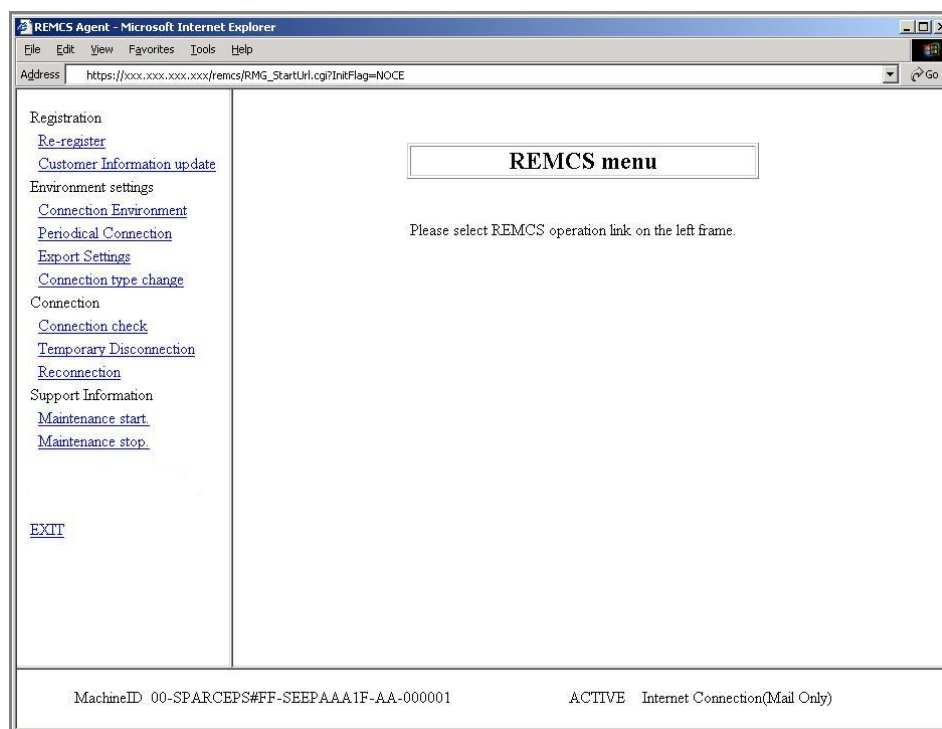 REMCS Agent - Microsoft Internet Explorer
File Edit View Favorites Tools Help
Address https://xxx.xxx.xxx.xxx/remcs/RMG_StartUrl.cgi?InitFlag=NOCE Go
Registration
Re-register
Customer Information update
Environment settings
Connection Environment
Periodical Connection
Export Settings
Connection type change
Connection
Connection check
Temporary Disconnection
Reconnection
Support Information
Maintenance start.
Maintenance stop.
EXIT
REMCS menu
Please select REMCS operation link on the left frame.
MachineID 00-SPARCEPS#FF-SEEPAAA1F-AA-000001 ACTIVE Internet Connection(Mail Only)